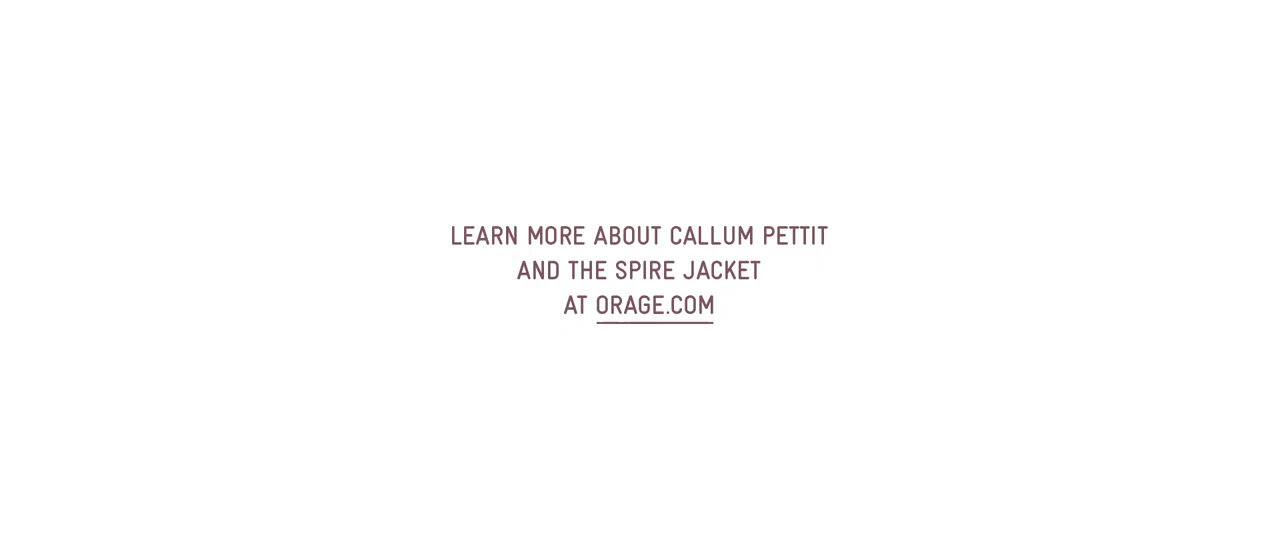 LEARN MORE ABOUT CALLUM PETTIT
AND THE SPIRE JACKET
AT ORAGE.COM